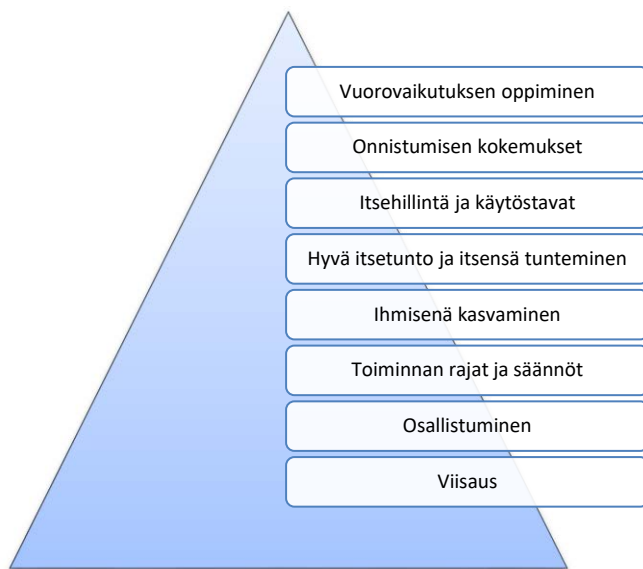 Vuorovaikutuksen oppiminen
Onnistumisen kokemukset
Itsehillintä ja käytöstavat
Hyvä itsetunto ja itsensä tunteminen
Ihmisenä kasvaminen
Toiminnan rajat ja säännöt
Osallistuminen
Viisaus